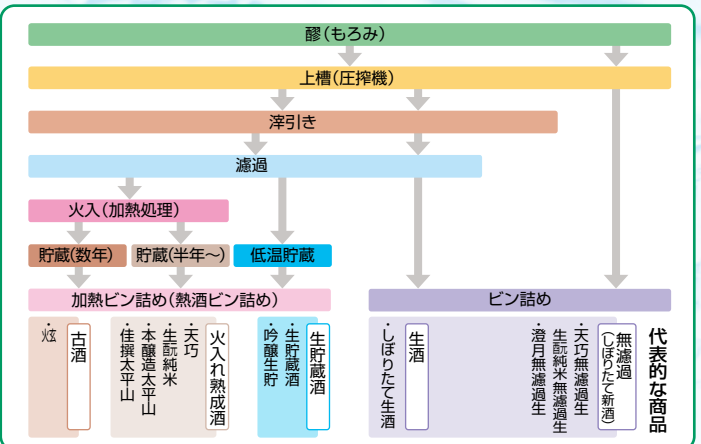 醪（もろみ）
上槽（圧搾機）
滓引き
濾過
火入（加熱処理）
貯蔵（数年）
貯蔵（半年～）
低温貯蔵
加熱ビン詰め（熱酒ビン詰め）
ビン詰め
代表的な商品
無濾過
（しぼりたて新酒）
・天巧無濾過生
生酛純米無濾過生
・澄月無濾過生
生酒
・しぼりたて生酒
生貯蔵酒
・生貯蔵酒
・吟醸生貯
火入れ熟成酒
・天巧
・生酛純米
・本醸造太平山
・佳撰太平山
古酒
・炫